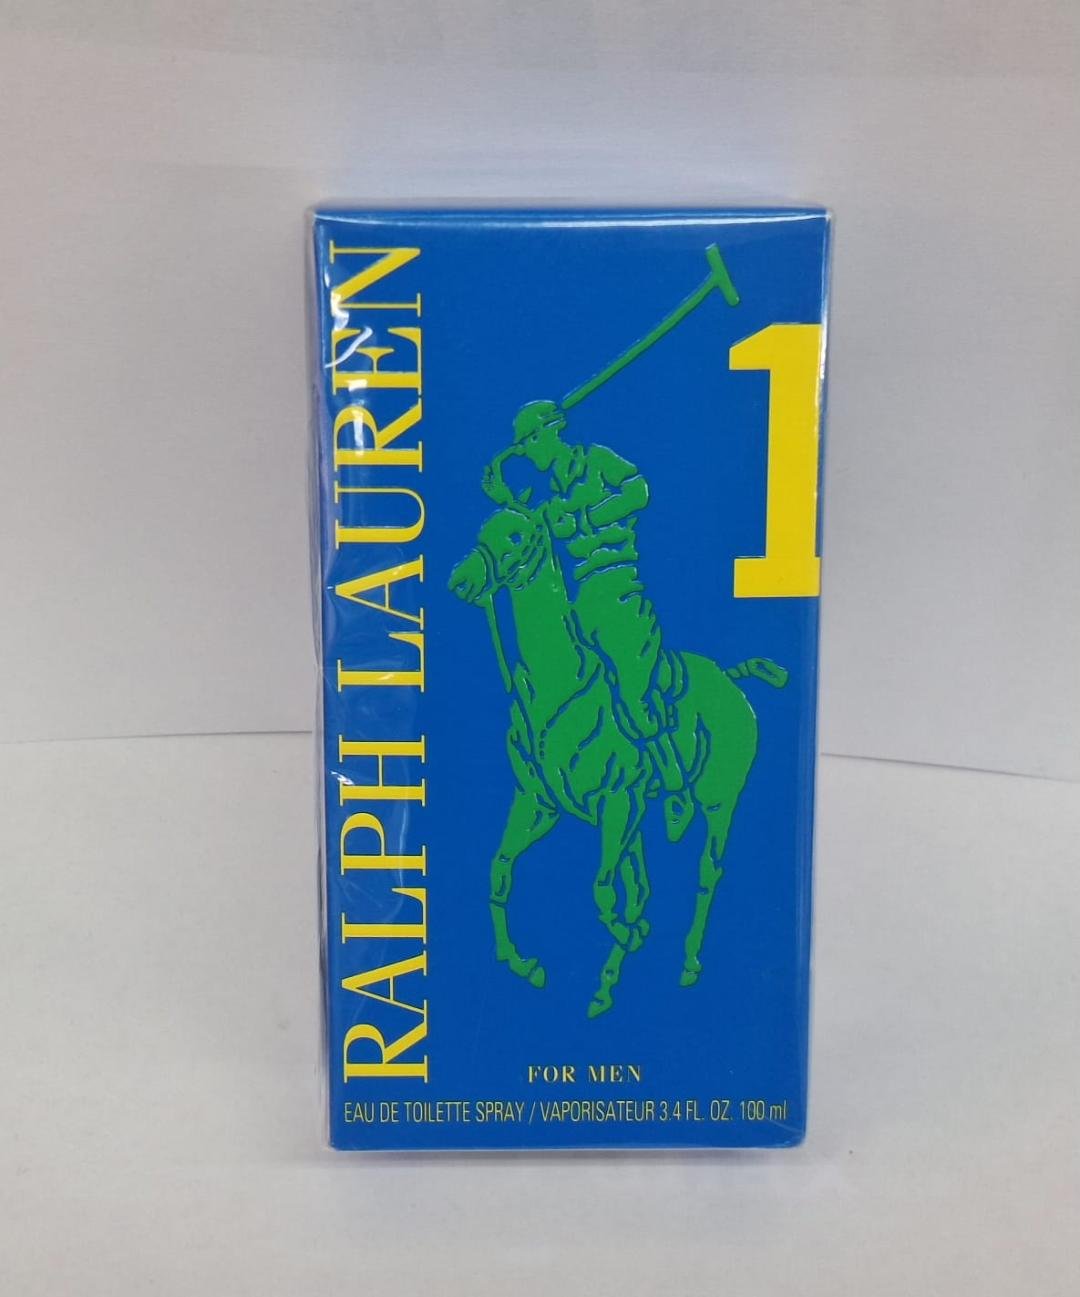 RALPH LAUREN
1
FOR MEN
EAU DE TOILETTE SPRAY / VAPORISATEUR 3.4 FL. OZ. 100 ml